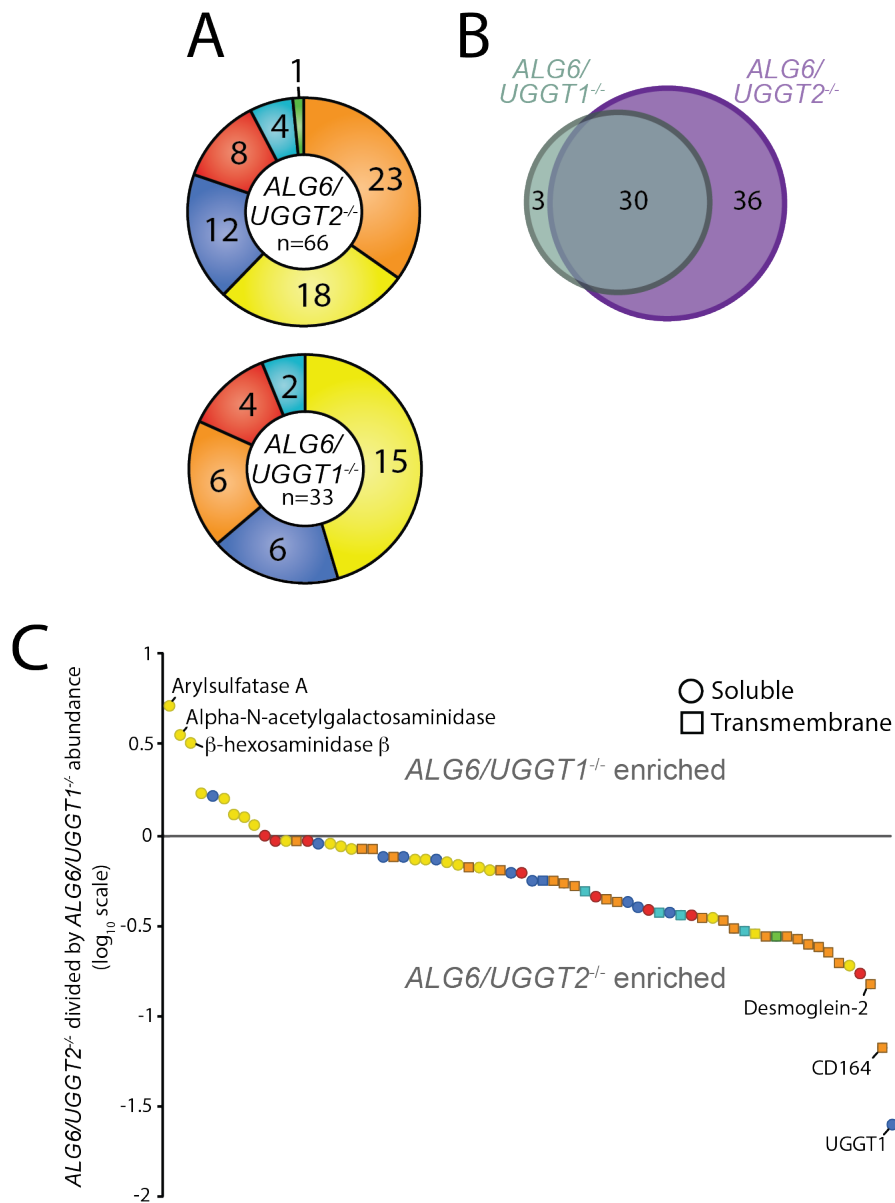 A
1
4
8
23
12
18
ALG6/
UGGT2-/-
n=66
2
4
15
6
6
ALG6/
UGGT1-/-
n=33
B
ALG6/
UGGT1-/-
ALG6/
UGGT2-/-
3
30
36
C
ALG6/UGGT2-/- divided by ALG6/UGGT1-/- abundance
(log10 scale)
1
0.5
0
-0.5
-1
-1.5
-2
Arylsulfatase A
Alpha-N-acetylgalactosaminidase
β-hexosaminidase β
Soluble
Transmembrane
ALG6/UGGT1-/- enriched
ALG6/UGGT2-/- enriched
Desmoglein-2
CD164
UGGT1